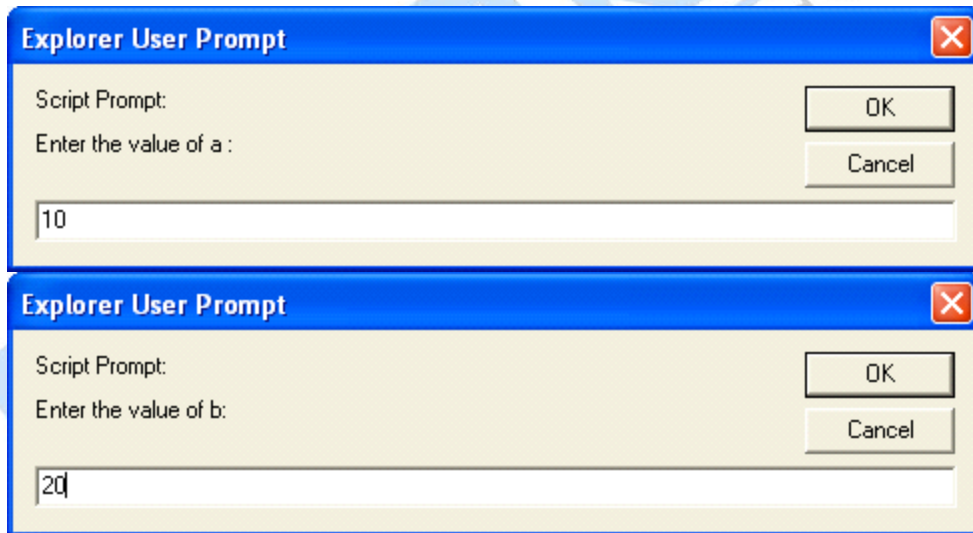 Explorer User Prompt
Script Prompt:
OK
Enter the value of a :
Cancel
10
Explorer User Prompt
Script Prompt:
OK
Enter the value of b:
Cancel
20